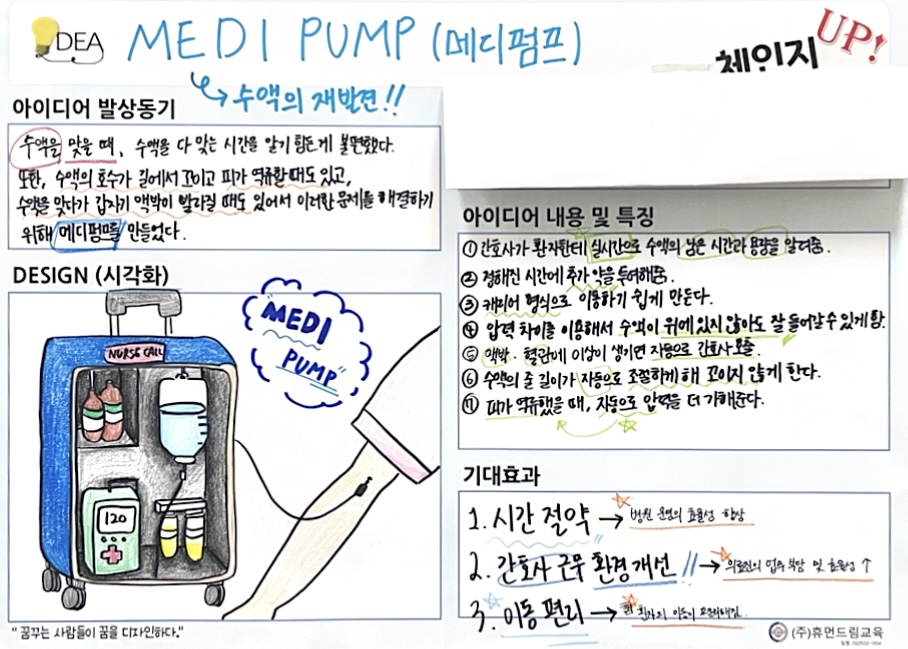 IDEA
MEDI PUMP (메디펌프)
체인지UP!
수액의 재발견!!
아이디어 발상동기
수액을 맞을 때, 수액을 다 맞는 시간을 알기 힘든게 불편했다.
또한, 수액의 호수가 길에서 꼬이고 피가 역류할 때도 있고,
수액을 맞다가 갑자기 맥박이 빨라질 때도 있어서 이러한 문제를 해결하기
위해 메디펌프를 만들었다.
DESIGN (시각화)
"MEDI
PUMP"
NURSE CALL
120
"꿈꾸는 사람들이 꿈을 디자인하다."
아이디어 내용 및 특징
① 간호사가 환자한테 실시간으로 수액의 남은 시간과 용량을 알려줌.
② 정해진 시간에 추가 약을 투여해줌.
③ 캐리어 형식으로 이동하기 쉽게 만든다.
④ 압력 차이를 이용해서 수액이 위에 있지 않아도 잘 들어갈 수 있게 함.
⑤ 맥박·혈관에 이상이 생기면 자동으로 간호사 호출.
⑥ 수액의 줄 길이가 자동으로 조절하게 해 꼬이지 않게 한다.
⑦ 피가 역류했을 때, 자동으로 압력을 더 가해준다.
기대효과
1. 시간 절약 → 병원 운영의 효율성 향상
2. 간호사 근무 환경 개선 → 의료진의 업무 부담 및 효율성 ↑
3. 이동 편리 → 환자의 이동이 편리해짐.
(주)휴먼드림교육